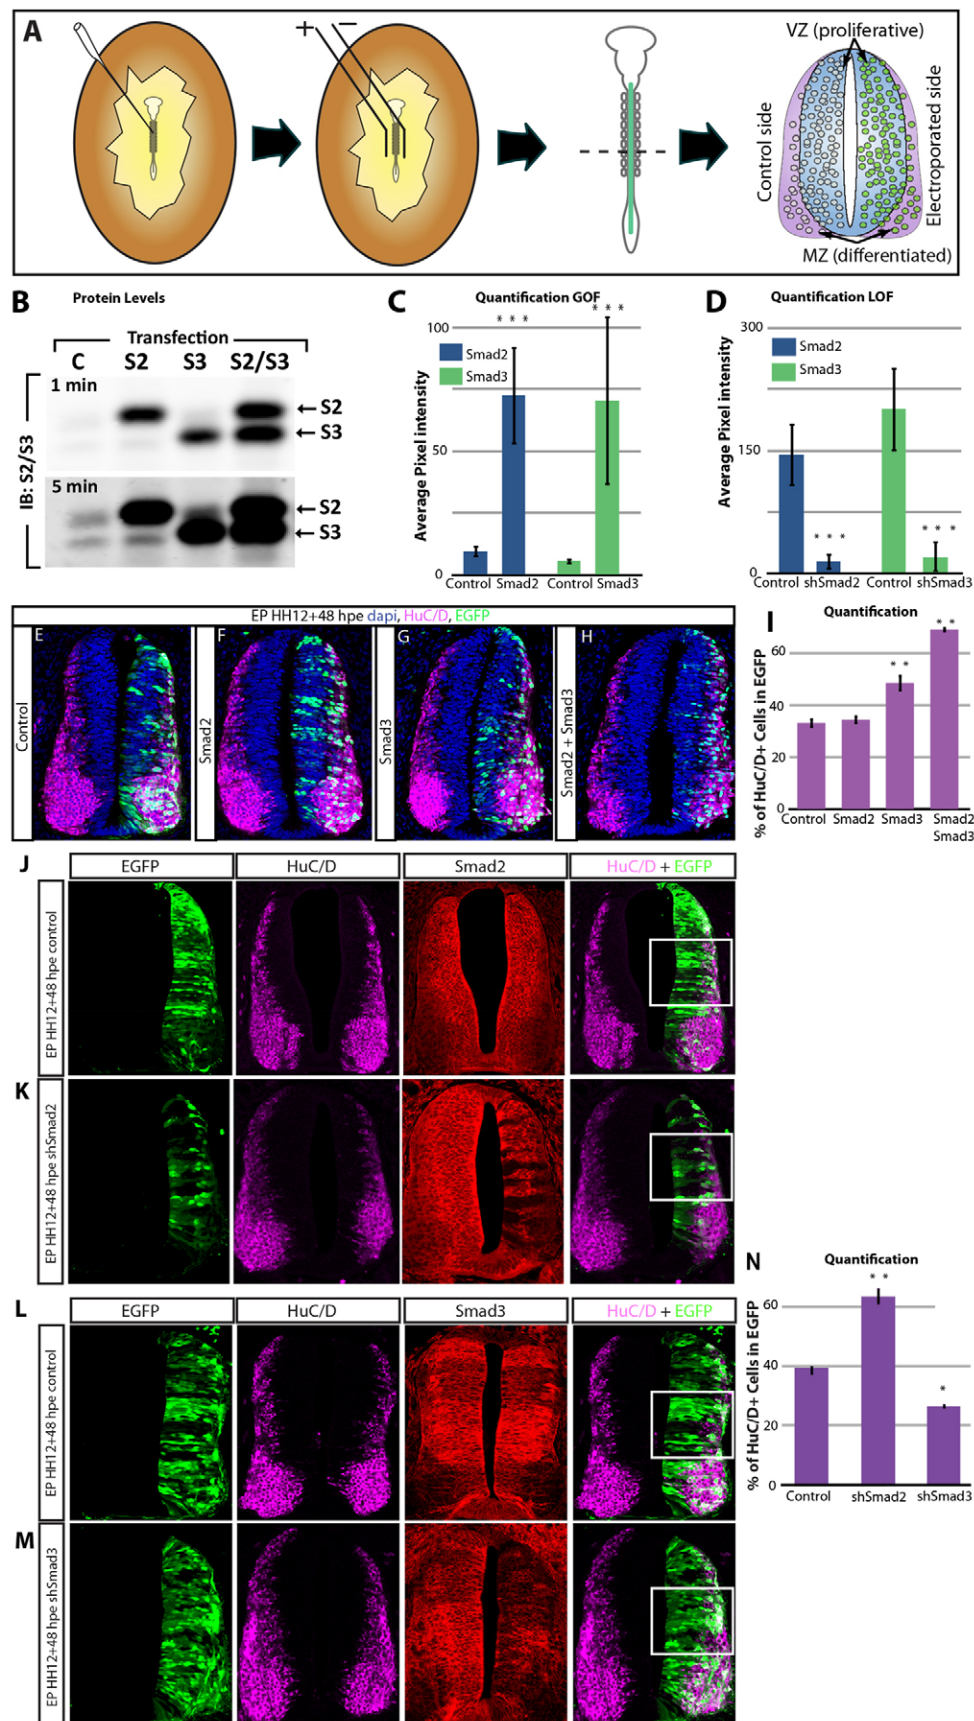 A
+ −
VZ (proliferative)
Control side
Electroporated side
MZ (differentiated)
B
Protein Levels
Transfection
C S2 S3 S2/S3
IB: S2/S3
1 min
←S2
←S3
5 min
←S2
←S3
C
Quantification GOF
* * *
* * *
100
50
0
Average Pixel intensity
Smad2
Smad3
Control Smad2 Control Smad3
D
Quantification LOF
300
150
0
Average Pixel intensity
Smad2
Smad3
* * *
* * *
Control shSmad2 Control shSmad3
EP HH12+48 hpe dapi, HuC/D, EGFP
E
Control
F
Smad2
G
Smad3
H
Smad2 + Smad3
I
Quantification
* *
* *
60
40
20
0
% of HuC/D+ Cells in EGFP
Control Smad2 Smad3 Smad2
Smad3
J
EGFP HuC/D Smad2 HuC/D + EGFP
EP HH12+48 hpe control
K
EP HH12+48 hpe shSmad2
L
EGFP HuC/D Smad3 HuC/D + EGFP
EP HH12+48 hpe control
M
EP HH12+48 hpe shSmad3
N
Quantification
* *
*
60
40
20
0
% of HuC/D+ Cells in EGFP
Control shSmad2 shSmad3